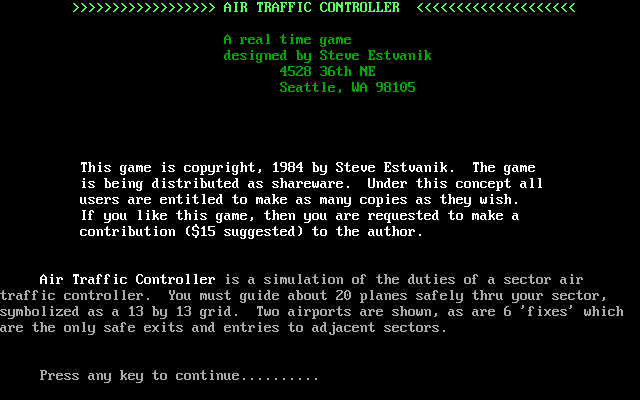 >>>>>>>>>>>>>>>>>> AIR TRAFFIC CONTROLLER <<<<<<<<<<<<<<<<<<<<
A real time game
designed by Steve Estvanik
4528 36th NE
Seattle, WA 98105
This game is copyright, 1984 by Steve Estvanik. The game
is being distributed as shareware. Under this concept all
users are entitled to make as many copies as they wish.
If you like this game, then you are requested to make a
contribution ($15 suggested) to the author.
Air Traffic Controller is a simulation of the duties of a sector air
traffic controller. You must guide about 20 planes safely thru your sector,
symbolized as a 13 by 13 grid. Two airports are shown, as are 6 'fixes' which
are the only safe exits and entries to adjacent sectors.
Press any key to continue..........